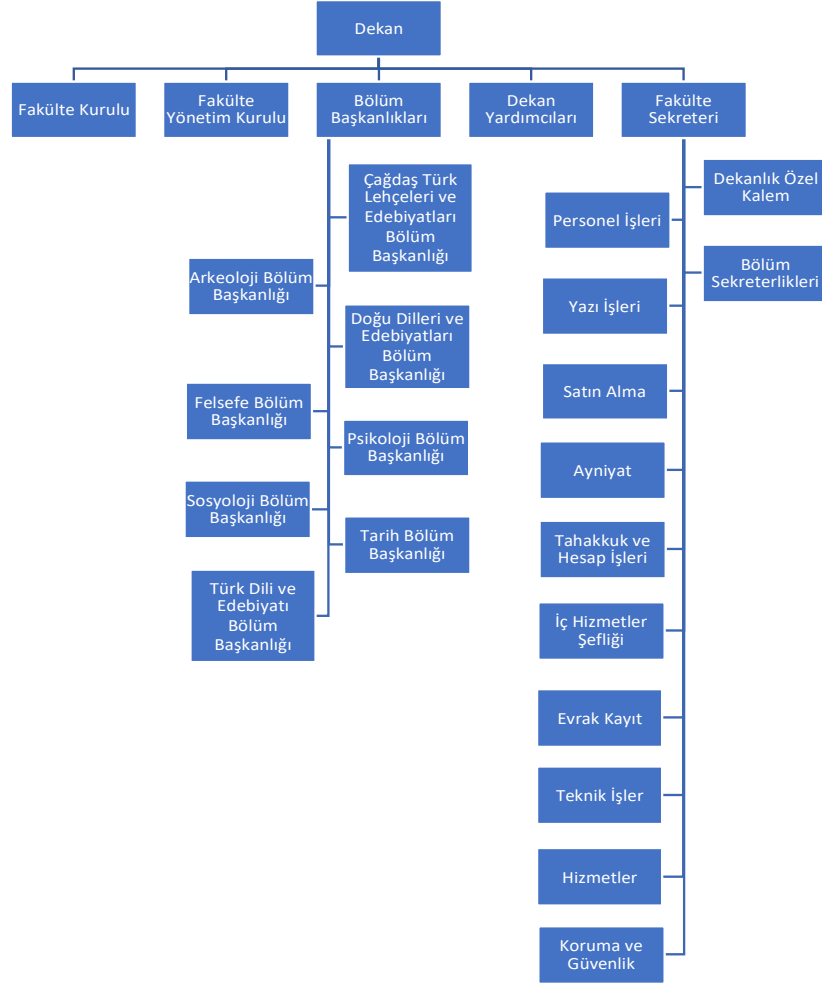 Dekan
Fakülte Kurulu
Fakülte
Yönetim Kurulu
Bölüm
Başkanlıkları
Dekan
Yardımcıları
Fakülte
Sekreteri
Çağdaş Türk
Lehçeleri ve
Edebiyatları
Bölüm
Başkanlığı
Arkeoloji Bölüm
Başkanlığı
Doğu Dilleri ve
Edebiyatları
Bölüm
Başkanlığı
Felsefe Bölüm
Başkanlığı
Psikoloji Bölüm
Başkanlığı
Sosyoloji Bölüm
Başkanlığı
Tarih Bölüm
Başkanlığı
Türk Dili ve
Edebiyatı
Bölüm
Başkanlığı
Dekanlık Özel
Kalem
Personel İşleri
Bölüm
Sekreterlikleri
Yazı İşleri
Satın Alma
Ayniyat
Tahakkuk ve
Hesap İşleri
İç Hizmetler
Şefliği
Evrak Kayıt
Teknik İşler
Hizmetler
Koruma ve
Güvenlik